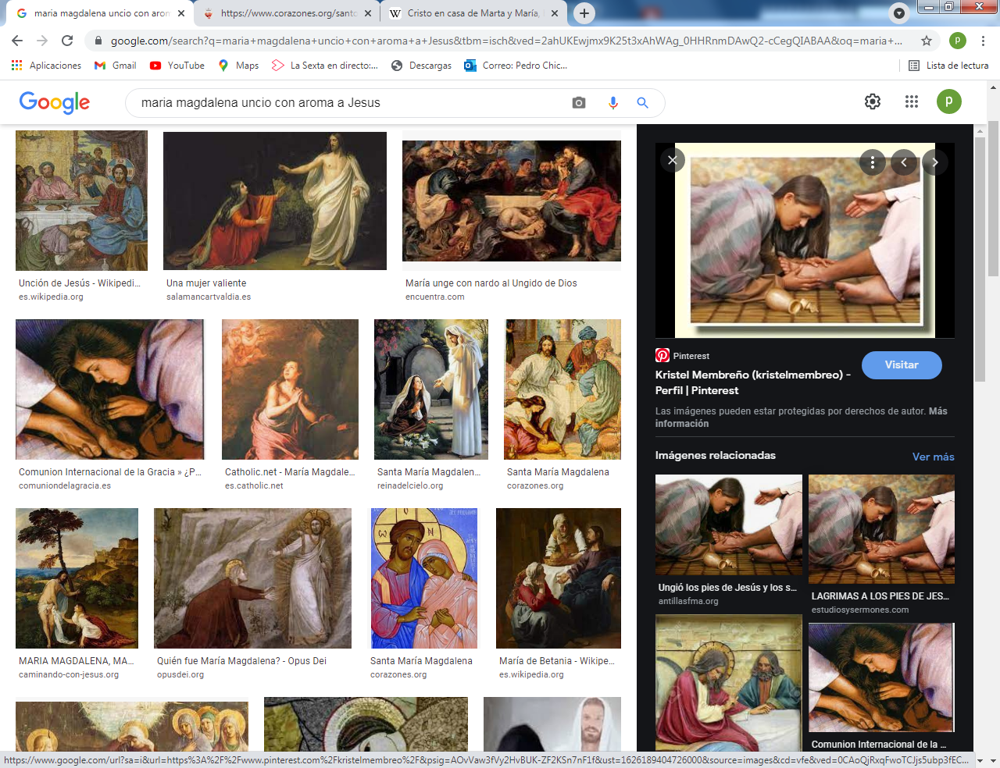 maria magdalena uncio con arom
https://www.corazones.org/santo
Cristo en casa de Marta y María,
google.com/search?q=maria+magdalena+uncio+con+aroma+a+Jesus&tbm=isch&ved=2ahUKEwjmx9K25t3xAhWAg_0HHRnmDAwQ2-cCegQIABAA&oq=maria+...
p
Aplicaciones
Gmail
YouTube
Maps
La Sexta en directo:...
Descargas
Correo: Pedro Chic...
Lista de lectura
Google
maria magdalena uncio con aroma a Jesus
p
Unción de Jesús - Wikipedi...
es.wikipedia.org
Una mujer valiente
salamancartvaldia.es
María unge con nardo al Ungido de Dios
encuentra.com
Comunion Internacional de la Gracia » ¿P...
comuniondelagracia.es
Catholic.net - María Magdale...
es.catholic.net
Santa María Magdalen...
reinadelcielo.org
Santa María Magdalena
corazones.org
MARIA MAGDALENA, MA...
caminando-con-jesus.org
Quién fue María Magdalena? - Opus Dei
opusdei.org
Santa María Magdalena
corazones.org
María de Betania - Wikipe...
es.wikipedia.org
Pinterest
Kristel Membreño (kristelmembreo) -
Perfil | Pinterest
Visitar
Las imágenes pueden estar protegidas por derechos de autor. Más
información
Imágenes relacionadas
Ver más
Ungió los pies de Jesús y los s...
antillasfma.org
LAGRIMAS A LOS PIES DE JES...
estudiosysermones.com
Comunion Internacional de la ...
https://www.google.com/url?sa=i&url=https%3A%2F%2Fwww.pinterest.com%2Fkristelmembreo%2F&psig=AOvVaw3fVy2HvBUK-ZF2KSn7nF1f&ust=1626189404726000&source=images&cd=vfe&ved=0CAoQjRxqFwoTCJjs5ubp3fEC...